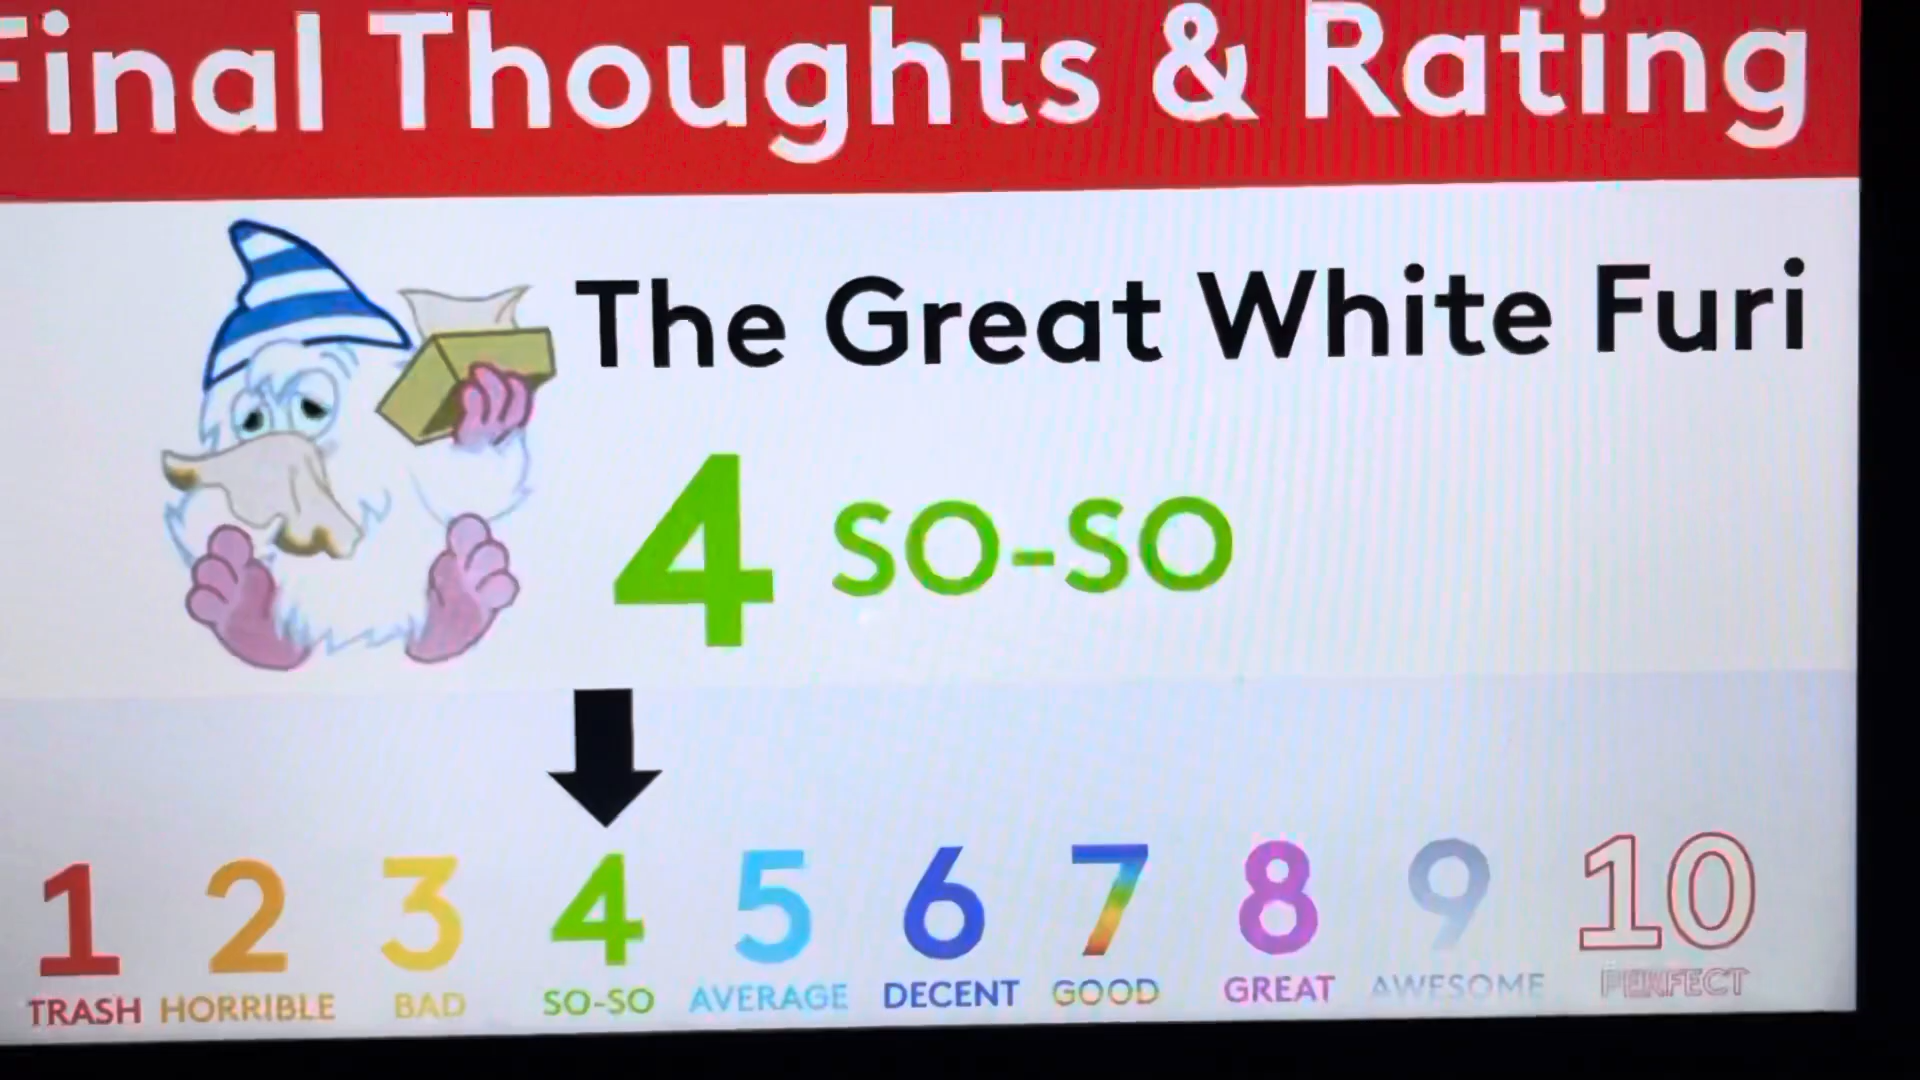 Final Thoughts & Rating
The Great White Furi
4 SO-SO
1 2 3 4 5 6 7 8 9 10
TRASH HORRIBLE BAD SO-SO AVERAGE DECENT GOOD GREAT AWESOME PERFECT